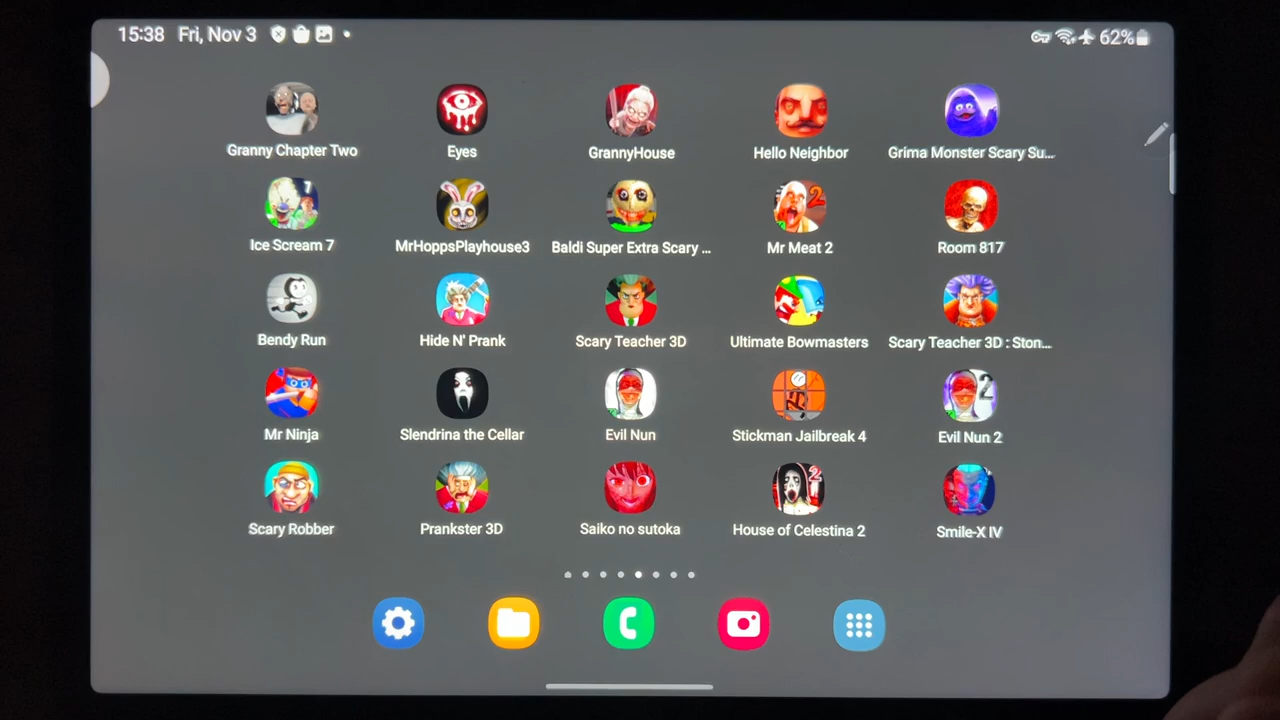 15:38 Fri, Nov 3 62%
Granny Chapter Two Eyes GrannyHouse Hello Neighbor Grima Monster Scary Su...
Ice Scream 7 MrHoppsPlayhouse3 Baldi Super Extra Scary ... Mr Meat 2 Room 817
Bendy Run Hide N' Prank Scary Teacher 3D Ultimate Bowmasters Scary Teacher 3D : Ston...
Mr Ninja Slendrina the Cellar Evil Nun Stickman Jailbreak 4 Evil Nun 2
Scary Robber Prankster 3D Saiko no sutoka House of Celestina 2 Smile-X IV